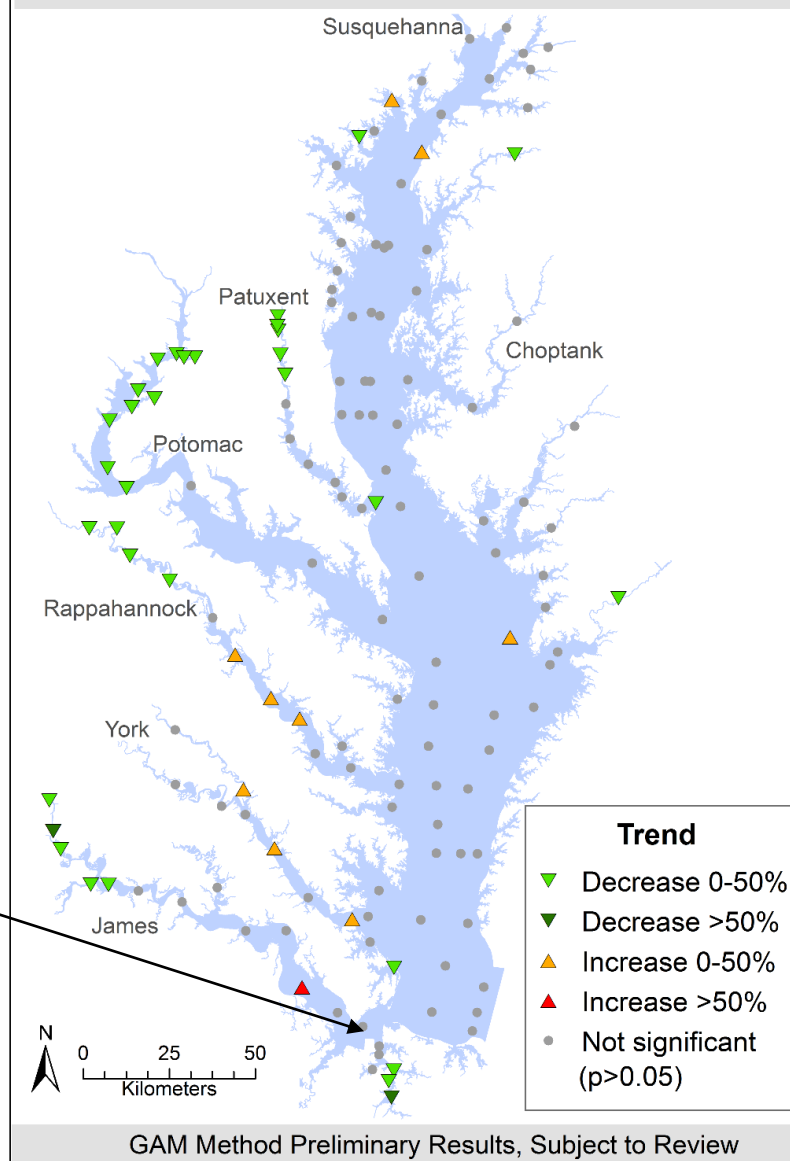 Susquehanna
Patuxent
Choptank
Potomac
Rappahannock
York
James
Trend
Decrease 0-50%
Decrease >50%
Increase 0-50%
Increase >50%
Not significant
(p>0.05)
N
0 25 50
Kilometers
GAM Method Preliminary Results, Subject to Review